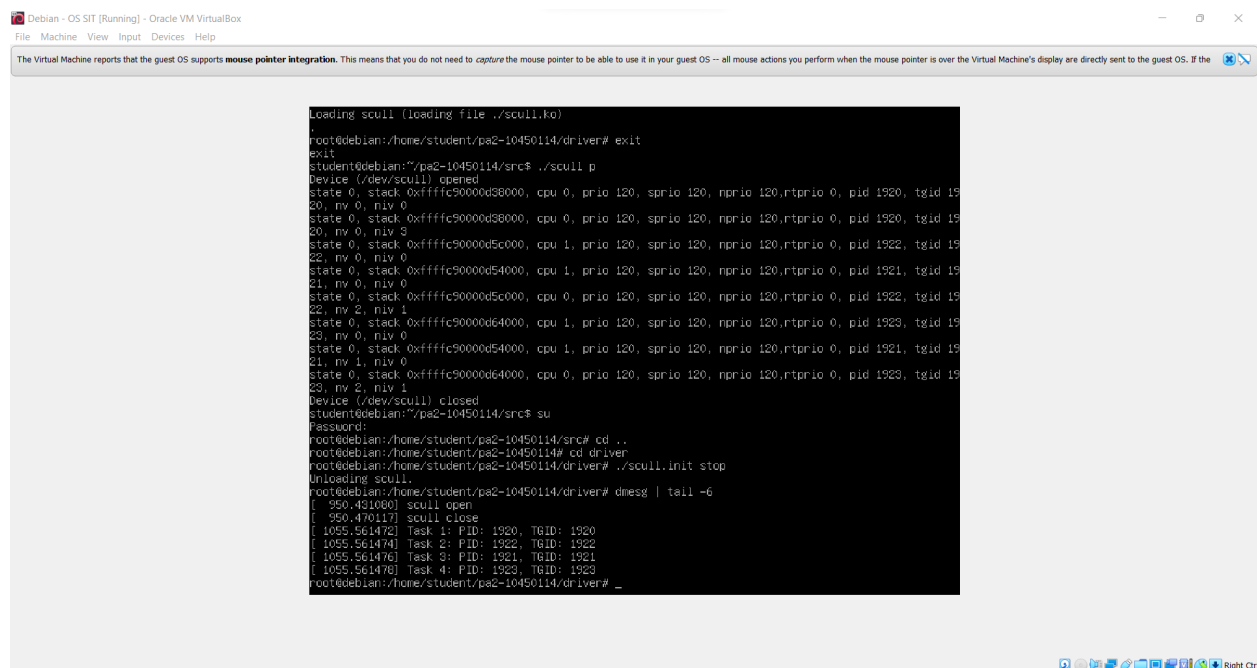 Debian - OS SIT [Running] - Oracle VM VirtualBox
File Machine View Input Devices Help
The Virtual Machine reports that the guest OS supports mouse pointer integration. This means that you do not need to capture the mouse pointer to be able to use it in your guest OS -- all mouse actions you perform when the mouse pointer is over the Virtual Machine's display are directly sent to the guest OS. If the
Loading scull (loading file ./scull.ko)
.
root@debian:/home/student/pa2-10450114/driver# exit
exit
student@debian:~/pa2-10450114/src$ ./scull p
Device (/dev/scull) opened
state 0, stack 0xffffc90000d38000, cpu 0, prio 120, sprio 120, nprio 120,rtprio 0, pid 1920, tgid 19
20, nv 0, niv 0
state 0, stack 0xffffc90000d38000, cpu 0, prio 120, sprio 120, nprio 120,rtprio 0, pid 1920, tgid 19
20, nv 0, niv 3
state 0, stack 0xffffc90000d5c000, cpu 1, prio 120, sprio 120, nprio 120,rtprio 0, pid 1922, tgid 19
22, nv 0, niv 0
state 0, stack 0xffffc90000d54000, cpu 1, prio 120, sprio 120, nprio 120,rtprio 0, pid 1921, tgid 19
21, nv 0, niv 0
state 0, stack 0xffffc90000d5c000, cpu 0, prio 120, sprio 120, nprio 120,rtprio 0, pid 1922, tgid 19
22, nv 2, niv 1
state 0, stack 0xffffc90000d64000, cpu 1, prio 120, sprio 120, nprio 120,rtprio 0, pid 1923, tgid 19
23, nv 0, niv 0
state 0, stack 0xffffc90000d54000, cpu 1, prio 120, sprio 120, nprio 120,rtprio 0, pid 1921, tgid 19
21, nv 1, niv 0
state 0, stack 0xffffc90000d64000, cpu 0, prio 120, sprio 120, nprio 120,rtprio 0, pid 1923, tgid 19
23, nv 2, niv 1
Device (/dev/scull) closed
student@debian:~/pa2-10450114/src$ su
Password:
root@debian:/home/student/pa2-10450114/src# cd ..
root@debian:/home/student/pa2-10450114# cd driver
root@debian:/home/student/pa2-10450114/driver# ./scull.init stop
Unloading scull.
root@debian:/home/student/pa2-10450114/driver# dmesg | tail -6
[  950.431080] scull open
[  950.470117] scull close
[ 1055.561472] Task 1: PID: 1920, TGID: 1920
[ 1055.561474] Task 2: PID: 1922, TGID: 1922
[ 1055.561476] Task 3: PID: 1921, TGID: 1921
[ 1055.561478] Task 4: PID: 1923, TGID: 1923
root@debian:/home/student/pa2-10450114/driver# _
Right Ctrl